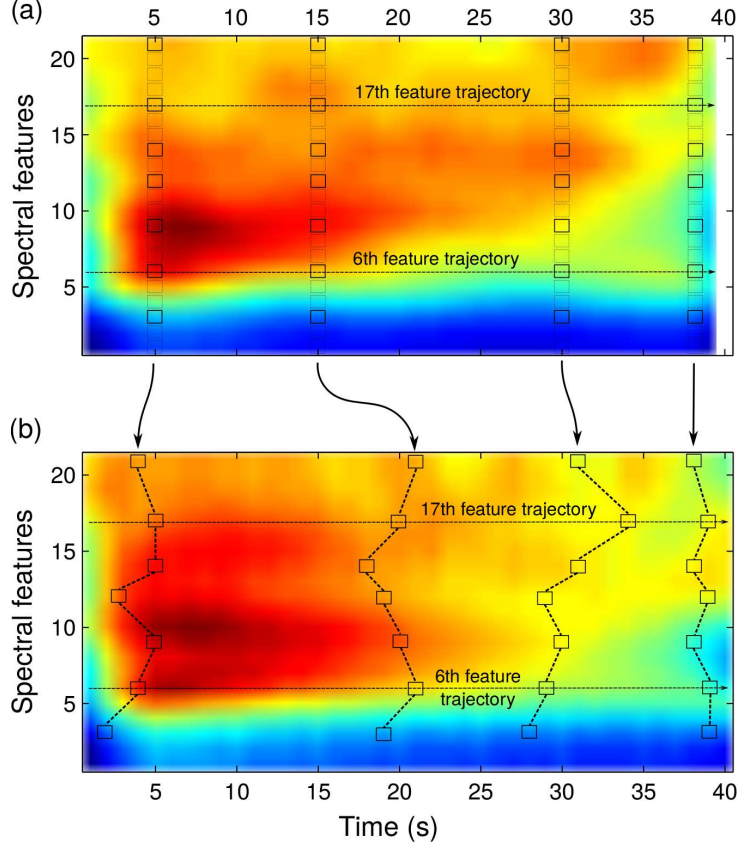 (a)
5 10 15 20 25 30 35 40
20
15
10
5
Spectral features
17th feature trajectory
6th feature trajectory
(b)
20
15
10
5
Spectral features
17th feature trajectory
6th feature
trajectory
5 10 15 20 25 30 35 40
Time (s)